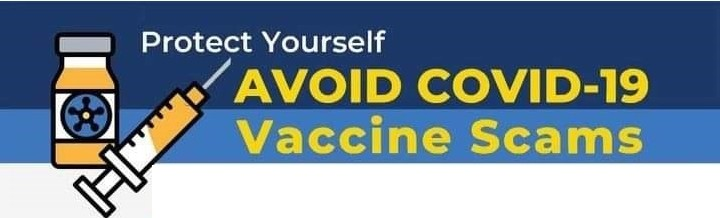 Protect Yourself
AVOID COVID-19
Vaccine Scams